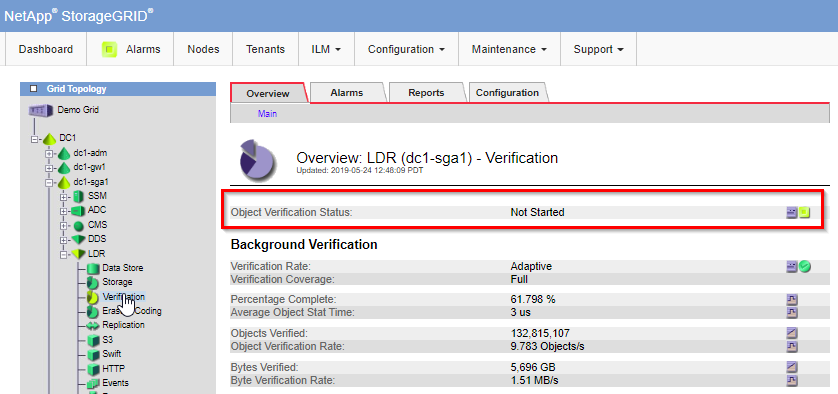 NetApp® StorageGRID®
Dashboard Alarms Nodes Tenants ILM Configuration Maintenance Support
Grid Topology
Demo Grid
DC1
dc1-adm
dc1-gw1
dc1-sga1
SSM
ADC
CMS
DDS
LDR
Data Store
Storage
Verification
Coding
Replication
S3
Swift
HTTP
Events
Overview Alarms Reports Configuration
Main
Overview: LDR (dc1-sga1) - Verification
Updated: 2019-05-24 12:48:09 PDT
Object Verification Status: Not Started
Background Verification
Verification Rate: Adaptive
Verification Coverage: Full
Percentage Complete: 61.798 %
Average Object Stat Time: 3 us
Objects Verified: 132,815,107
Object Verification Rate: 9.783 Objects/s
Bytes Verified: 5,696 GB
Byte Verification Rate: 1.51 MB/s